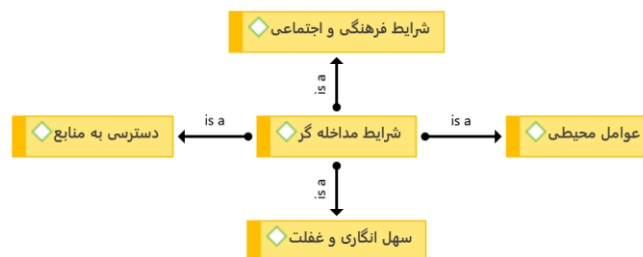 شرایط فرهنگی و اجتماعی
is a
دسترسی به منابع
is a
شرایط مداخله گر
is a
عوامل محیطی
is a
سهل انگاری و غفلت